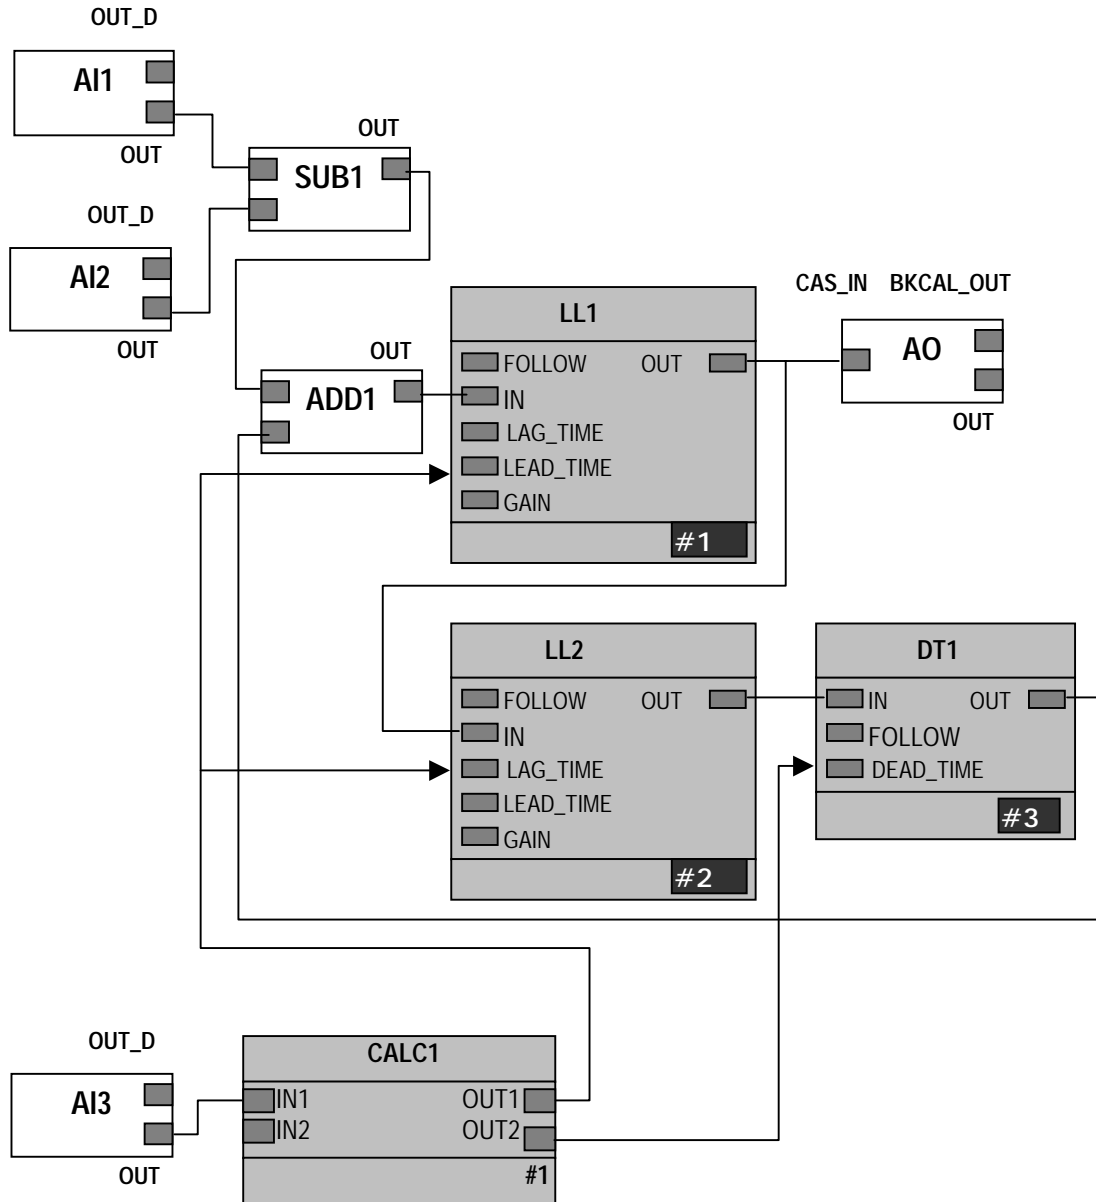 OUT_D
AI1
OUT
OUT
SUB1
OUT_D
AI2
OUT
CAS_IN BKCAL_OUT
AO
OUT
OUT
ADD1
LL1
FOLLOW OUT
IN
LAG_TIME
LEAD_TIME
GAIN
#1
LL2
FOLLOW OUT
IN
LAG_TIME
LEAD_TIME
GAIN
#2
DT1
IN OUT
FOLLOW
DEAD_TIME
#3
OUT_D
AI3
OUT
CALC1
IN1 OUT1
IN2 OUT2
#1